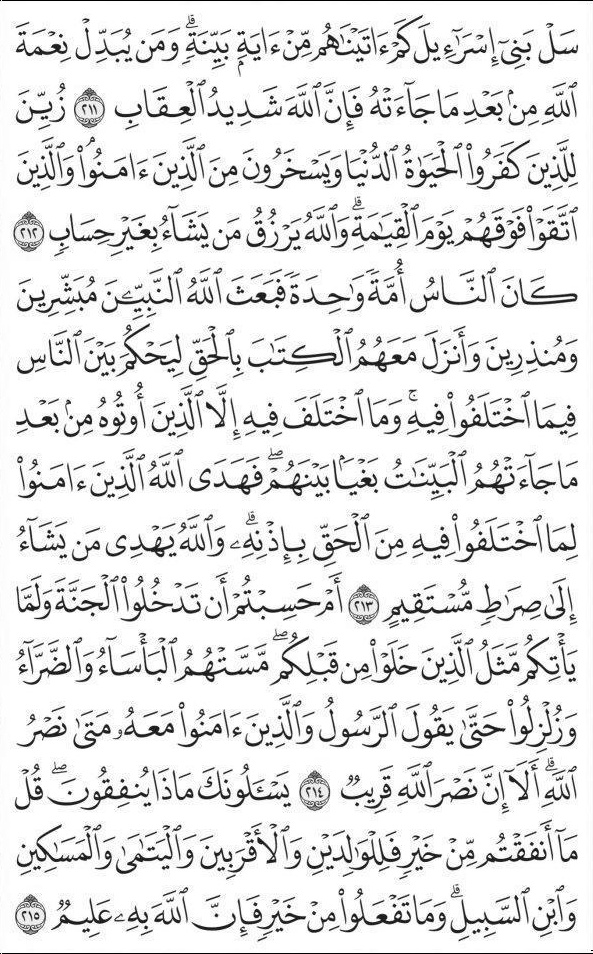 سَلۡ بَنِيٓ إِسۡرَٰٓءِيلَ كَمۡ ءَاتَيۡنَٰهُم مِّنۡ ءَايَةِۭ بَيِّنَةٖۗ وَمَن يُبَدِّلۡ نِعۡمَةَ
ٱللَّهِ مِنۢ بَعۡدِ مَا جَآءَتۡهُ فَإِنَّ ٱللَّهَ شَدِيدُ ٱلۡعِقَابِ ٢١١ زُيِّنَ
لِلَّذِينَ كَفَرُواْ ٱلۡحَيَوٰةُ ٱلدُّنۡيَا وَيَسۡخَرُونَ مِنَ ٱلَّذِينَ ءَامَنُواْۘ وَٱلَّذِينَ
ٱتَّقَوۡاْ فَوۡقَهُمۡ يَوۡمَ ٱلۡقِيَٰمَةِۗ وَٱللَّهُ يَرۡزُقُ مَن يَشَآءُ بِغَيۡرِ حِسَابٖ ٢١٢
كَانَ ٱلنَّاسُ أُمَّةٗ وَٰحِدَةٗ فَبَعَثَ ٱللَّهُ ٱلنَّبِيِّـۧنَ مُبَشِّرِينَ
وَمُنذِرِينَ وَأَنزَلَ مَعَهُمُ ٱلۡكِتَٰبَ بِٱلۡحَقِّ لِيَحۡكُمَ بَيۡنَ ٱلنَّاسِ
فِيمَا ٱخۡتَلَفُواْ فِيهِۚ وَمَا ٱخۡتَلَفَ فِيهِ إِلَّا ٱلَّذِينَ أُوتُوهُ مِنۢ بَعۡدِ
مَا جَآءَتۡهُمُ ٱلۡبَيِّنَٰتُ بَغۡيَۢا بَيۡنَهُمۡۖ فَهَدَى ٱللَّهُ ٱلَّذِينَ ءَامَنُواْ
لِمَا ٱخۡتَلَفُواْ فِيهِ مِنَ ٱلۡحَقِّ بِإِذۡنِهِۦۗ وَٱللَّهُ يَهۡدِي مَن يَشَآءُ
إِلَىٰ صِرَٰطٖ مُّسۡتَقِيمٍ ٢١٣ أَمۡ حَسِبۡتُمۡ أَن تَدۡخُلُواْ ٱلۡجَنَّةَ وَلَمَّا
يَأۡتِكُم مَّثَلُ ٱلَّذِينَ خَلَوۡاْ مِن قَبۡلِكُمۖ مَّسَّتۡهُمُ ٱلۡبَأۡسَآءُ وَٱلضَّرَّآءُ
وَزُلۡزِلُواْ حَتَّىٰ يَقُولَ ٱلرَّسُولُ وَٱلَّذِينَ ءَامَنُواْ مَعَهُۥ مَتَىٰ نَصۡرُ
ٱللَّهِۗ أَلَآ إِنَّ نَصۡرَ ٱللَّهِ قَرِيبٞ ٢١٤ يَسۡـَٔلُونَكَ مَاذَا يُنفِقُونَۖ قُلۡ
مَآ أَنفَقۡتُم مِّنۡ خَيۡرٖ فَلِلۡوَٰلِدَيۡنِ وَٱلۡأَقۡرَبِينَ وَٱلۡيَتَٰمَىٰ وَٱلۡمَسَٰكِينِ
وَٱبۡنِ ٱلسَّبِيلِۗ وَمَا تَفۡعَلُواْ مِنۡ خَيۡرٖ فَإِنَّ ٱللَّهَ بِهِۦ عَلِيمٞ ٢١٥